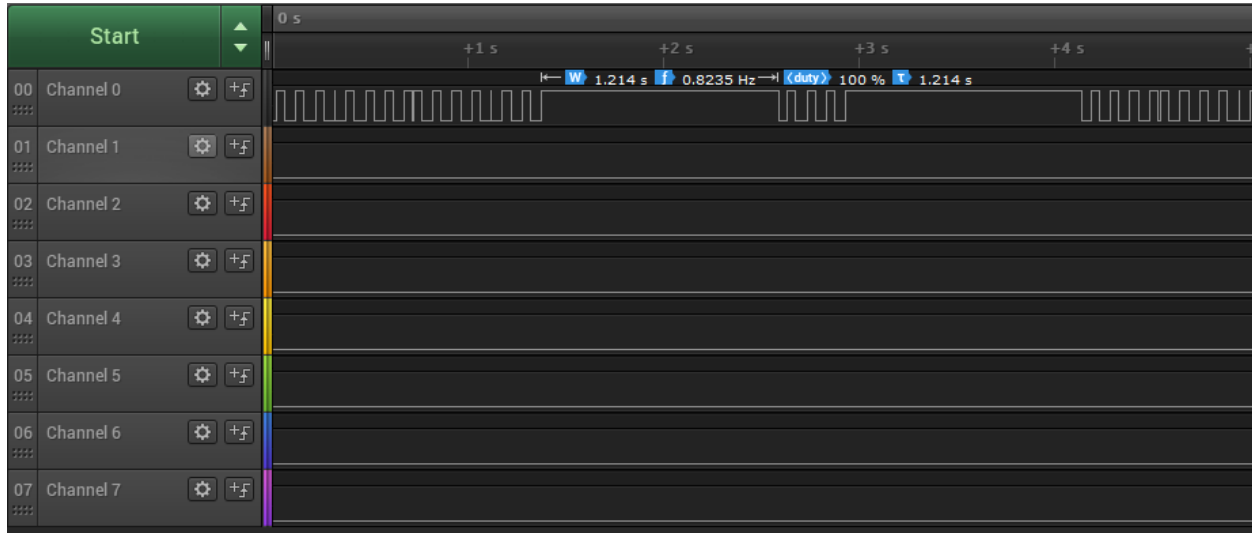 Start
0 s
+1 s +2 s +3 s +4 s
W 1.214 s f 0.8235 Hz ⟨duty⟩ 100 % T 1.214 s
00 Channel 0
01 Channel 1
02 Channel 2
03 Channel 3
04 Channel 4
05 Channel 5
06 Channel 6
07 Channel 7